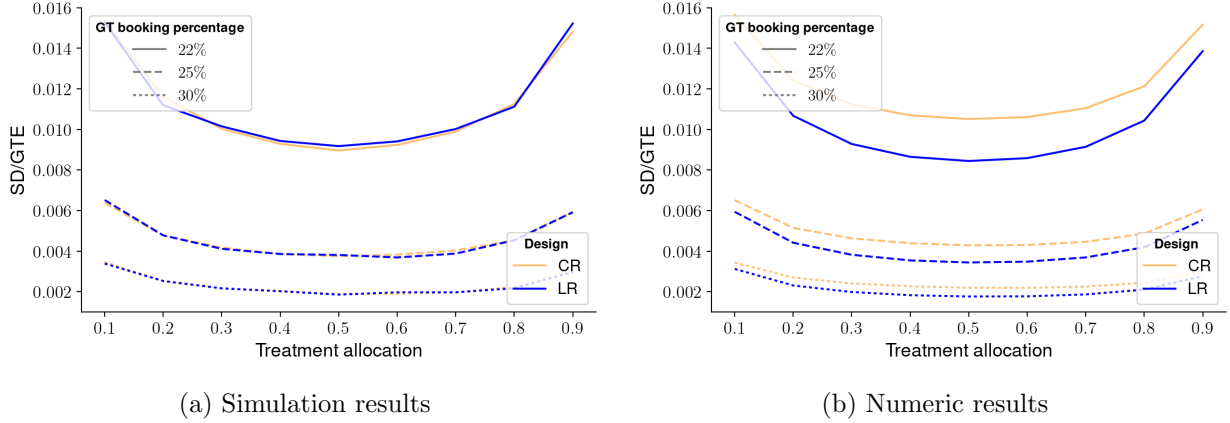 0.016
0.014
0.012
0.010
0.008
0.006
0.004
0.002
SD/GTE
GT booking percentage
22%
25%
30%
Design
CR
LR
0.1 0.2 0.3 0.4 0.5 0.6 0.7 0.8 0.9
Treatment allocation
(a) Simulation results
0.016
0.014
0.012
0.010
0.008
0.006
0.004
0.002
SD/GTE
GT booking percentage
22%
25%
30%
Design
CR
LR
0.1 0.2 0.3 0.4 0.5 0.6 0.7 0.8 0.9
Treatment allocation
(b) Numeric results